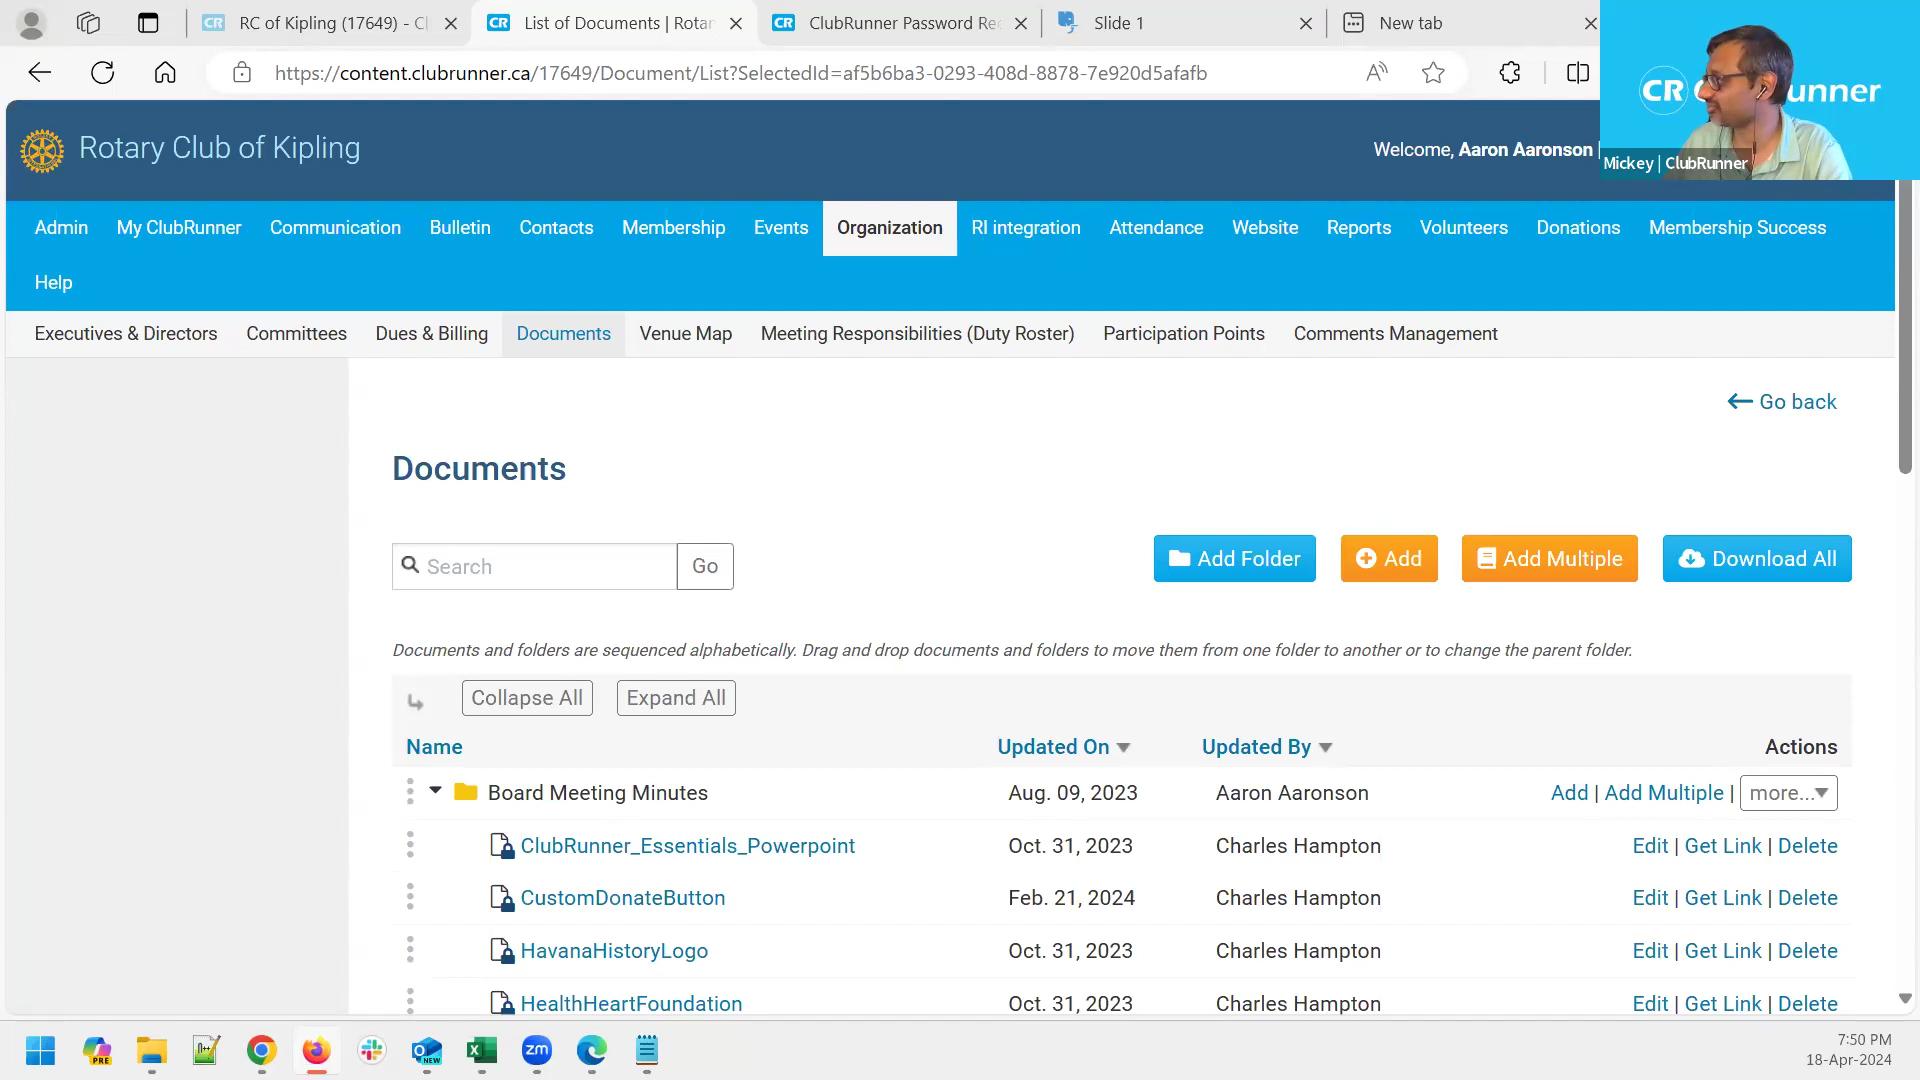 RC of Kipling (17649) - Cl
List of Documents | Rotar
ClubRunner Password Re
Slide 1
New tab
https://content.clubrunner.ca/17649/Document/List?SelectedId=af5b6ba3-0293-408d-8878-7e920d5afafb
CR
unner
Mickey | ClubRunner
Rotary Club of Kipling
Welcome, Aaron Aaronson |
Admin My ClubRunner Communication Bulletin Contacts Membership Events Organization RI integration Attendance Website Reports Volunteers Donations Membership Success
Help
Executives & Directors Committees Dues & Billing Documents Venue Map Meeting Responsibilities (Duty Roster) Participation Points Comments Management
Go back
Documents
Search Go
Add Folder Add Add Multiple Download All
Documents and folders are sequenced alphabetically. Drag and drop documents and folders to move them from one folder to another or to change the parent folder.
Collapse All Expand All
Name Updated On Updated By Actions
Board Meeting Minutes Aug. 09, 2023 Aaron Aaronson Add | Add Multiple | more...
ClubRunner_Essentials_Powerpoint Oct. 31, 2023 Charles Hampton Edit | Get Link | Delete
CustomDonateButton Feb. 21, 2024 Charles Hampton Edit | Get Link | Delete
HavanaHistoryLogo Oct. 31, 2023 Charles Hampton Edit | Get Link | Delete
HealthHeartFoundation Oct. 31, 2023 Charles Hampton Edit | Get Link | Delete
7:50 PM
18-Apr-2024